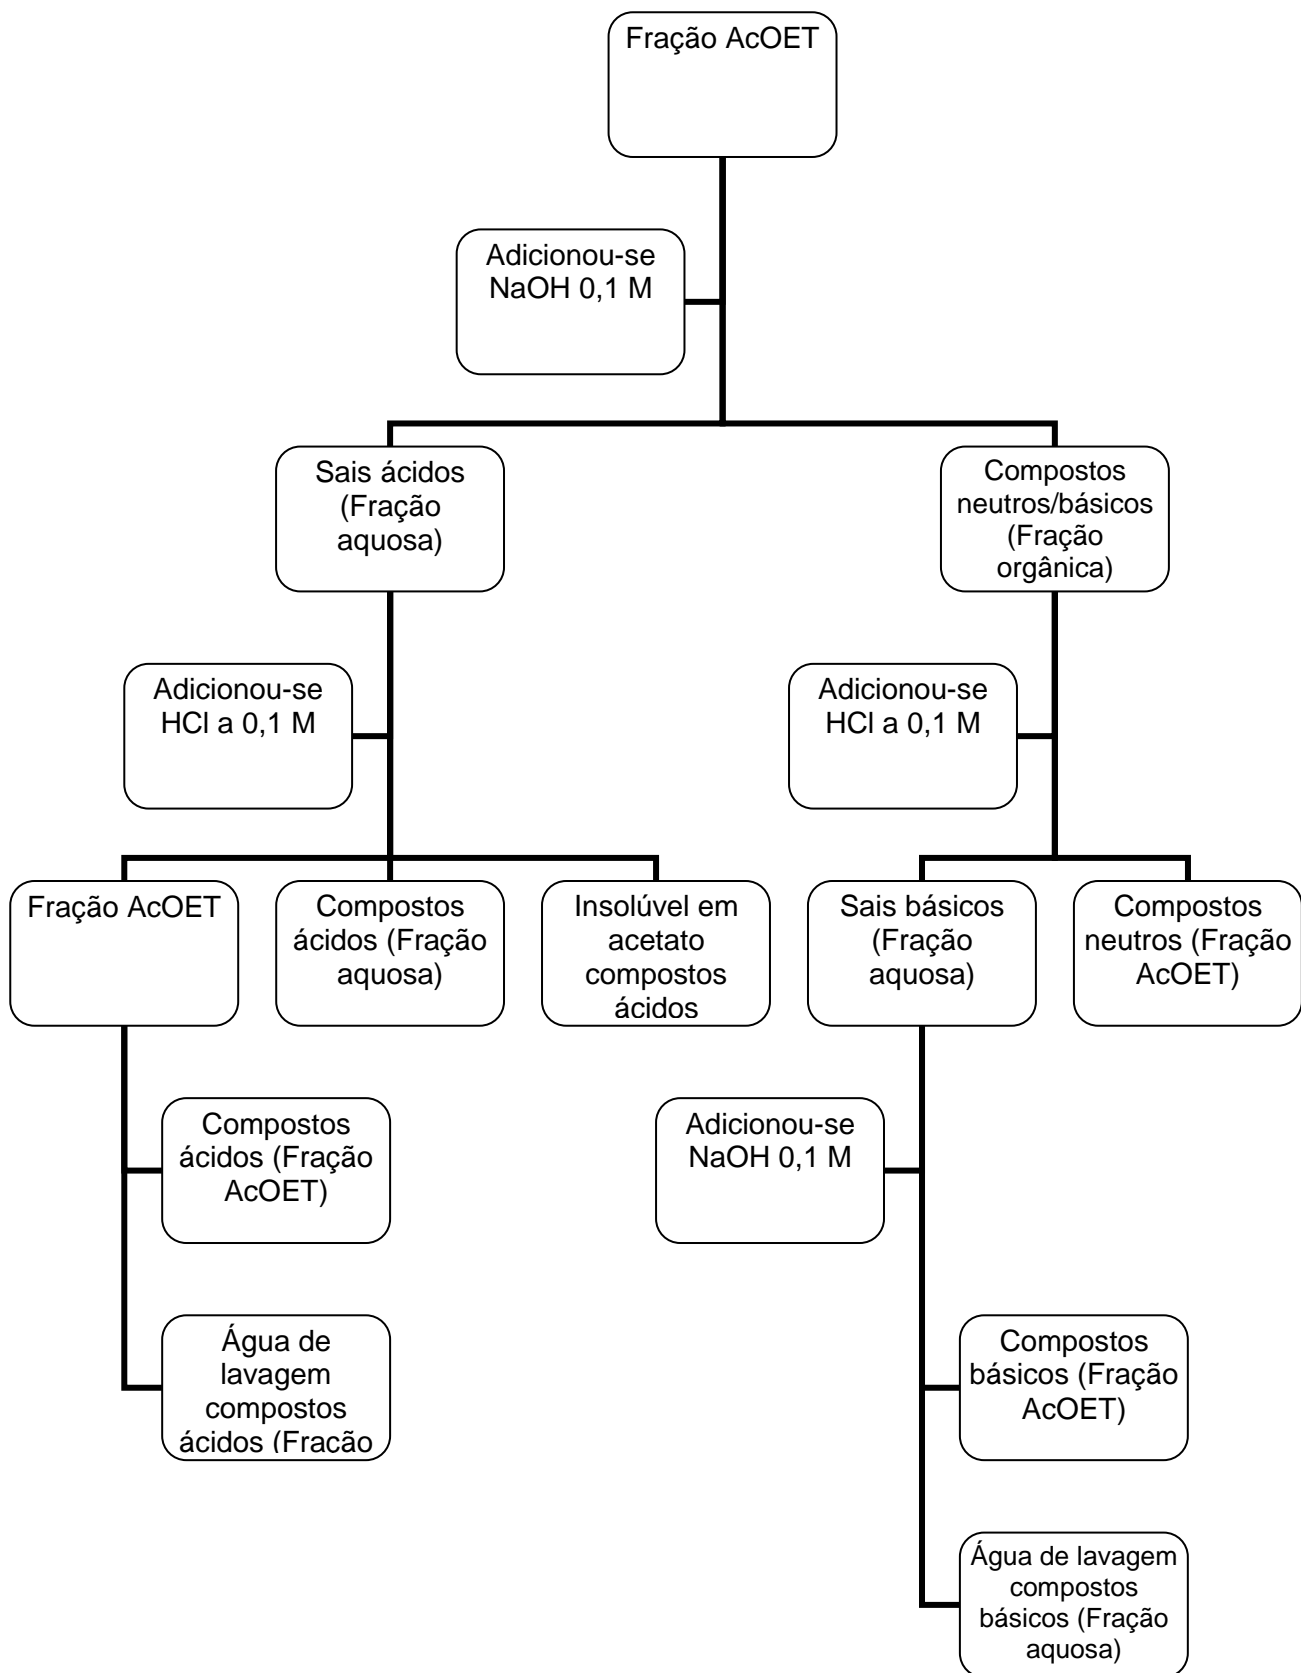 Fração AcOET
Adicionou-se
NaOH 0,1 M
Sais ácidos
(Fração
aquosa)
Compostos
neutros/básicos
(Fração
orgânica)
Adicionou-se
HCl a 0,1 M
Adicionou-se
HCl a 0,1 M
Fração AcOET
Compostos
ácidos (Fração
aquosa)
Insolúvel em
acetato
compostos
ácidos
Sais básicos
(Fração
aquosa)
Compostos
neutros (Fração
AcOET)
Compostos
ácidos (Fração
AcOET)
Adicionou-se
NaOH 0,1 M
Água de
lavagem
compostos
ácidos (Fração
Compostos
básicos (Fração
AcOET)
Água de lavagem
compostos
básicos (Fração
aquosa)